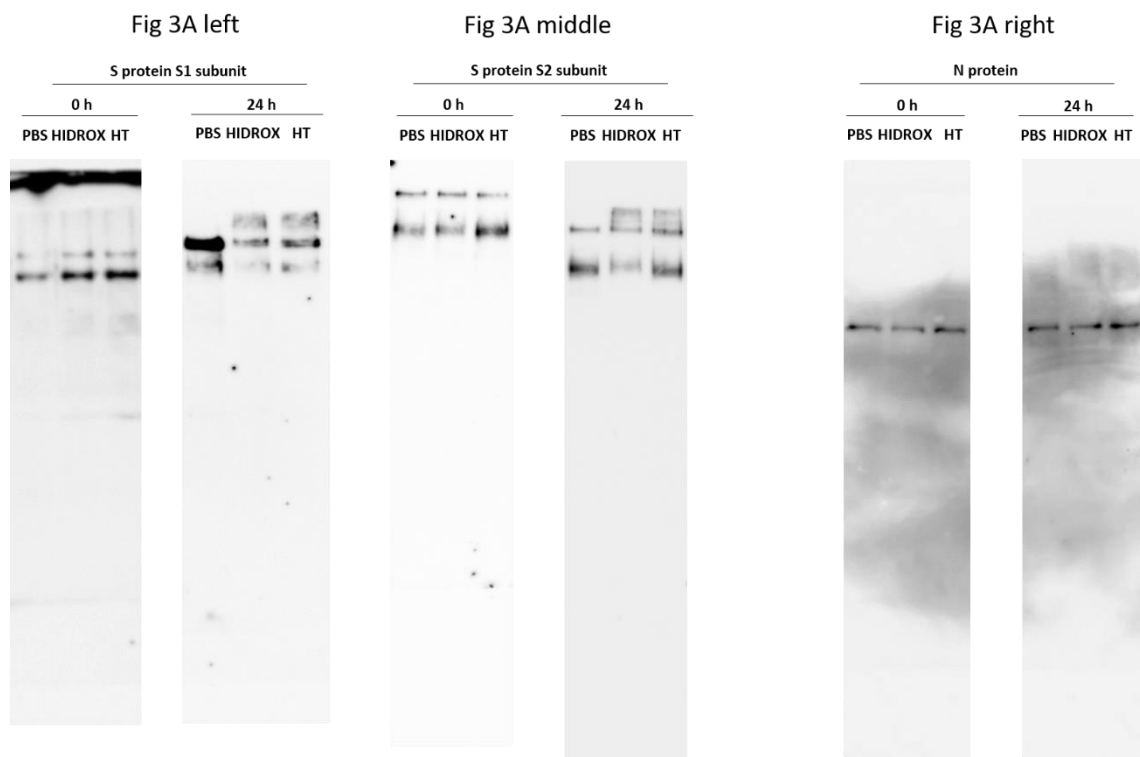 Fig 3A left
S protein S1 subunit
0 h 24 h
PBS HIDROX HT PBS HIDROX HT
Fig 3A middle
S protein S2 subunit
0 h 24 h
PBS HIDROX HT PBS HIDROX HT
Fig 3A right
N protein
0 h 24 h
PBS HIDROX HT PBS HIDROX HT